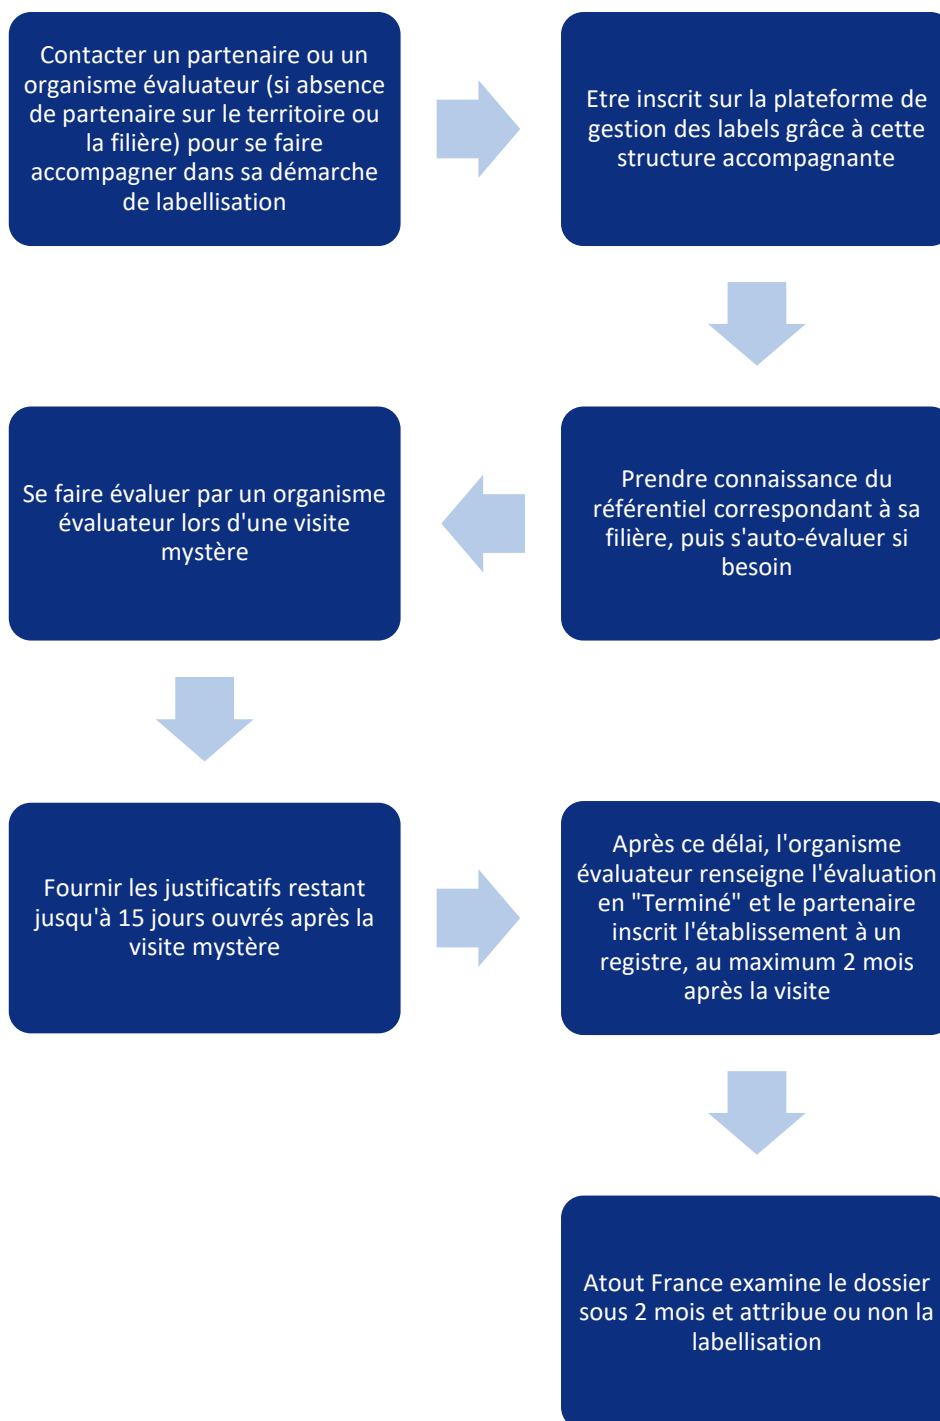 Contacter un partenaire ou un
organisme évaluateur (si absence
de partenaire sur le territoire ou
la filière) pour se faire
accompagner dans sa démarche
de labellisation
Etre inscrit sur la plateforme de
gestion des labels grâce à cette
structure accompagnante
Prendre connaissance du
référentiel correspondant à sa
filière, puis s'auto-évaluer si
besoin
Se faire évaluer par un organisme
évaluateur lors d'une visite
mystère
Fournir les justificatifs restant
jusqu'à 15 jours ouvrés après la
visite mystère
Après ce délai, l'organisme
évaluateur renseigne l'évaluation
en "Terminé" et le partenaire
inscrit l'établissement à un
registre, au maximum 2 mois
après la visite
Atout France examine le dossier
sous 2 mois et attribue ou non la
labellisation